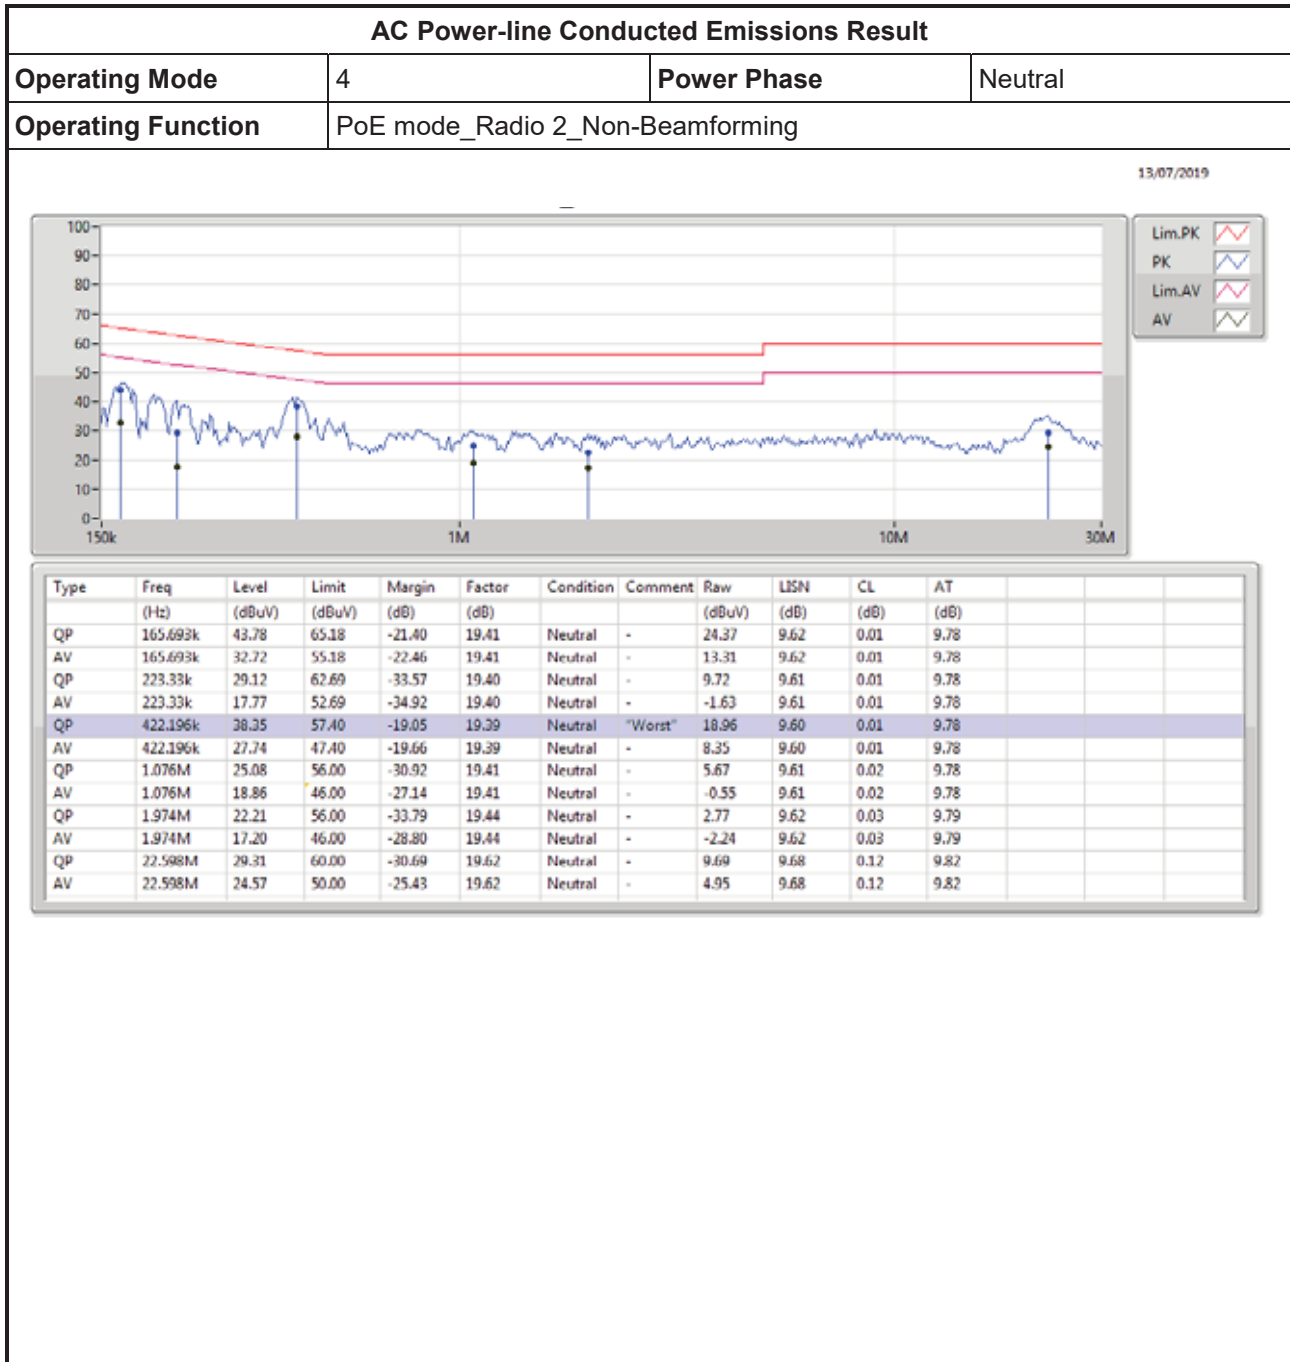 AC Power-line Conducted Emissions Result
Operating Mode 4 Power Phase Neutral
Operating Function PoE mode_Radio 2_Non-Beamforming
13/07/2019
100
90
80
70
60
50
40
30
20
10
0
150k 1M 10M 30M
Lim.PK
PK
Lim.AV
AV
Type Freq Level Limit Margin Factor Condition Comment Raw LISN CL AT
(Hz) (dBuV) (dBuV) (dB) (dB) (dBuV) (dB) (dB) (dB)
QP 165.693k 43.78 65.18 -21.40 19.41 Neutral - 24.37 9.62 0.01 9.78
AV 165.693k 32.72 55.18 -22.46 19.41 Neutral - 13.31 9.62 0.01 9.78
QP 223.33k 29.12 62.69 -33.57 19.40 Neutral - 9.72 9.61 0.01 9.78
AV 223.33k 17.77 52.69 -34.92 19.40 Neutral - -1.63 9.61 0.01 9.78
QP 422.196k 38.35 57.40 -19.05 19.39 Neutral "Worst" 18.96 9.60 0.01 9.78
AV 422.196k 27.74 47.40 -19.66 19.39 Neutral - 8.35 9.60 0.01 9.78
QP 1.076M 25.08 56.00 -30.92 19.41 Neutral - 5.67 9.61 0.02 9.78
AV 1.076M 18.86 46.00 -27.14 19.41 Neutral - -0.55 9.61 0.02 9.78
QP 1.974M 22.21 56.00 -33.79 19.44 Neutral - 2.77 9.62 0.03 9.79
AV 1.974M 17.20 46.00 -28.80 19.44 Neutral - -2.24 9.62 0.03 9.79
QP 22.598M 29.31 60.00 -30.69 19.62 Neutral - 9.69 9.68 0.12 9.82
AV 22.598M 24.57 50.00 -25.43 19.62 Neutral - 4.95 9.68 0.12 9.82